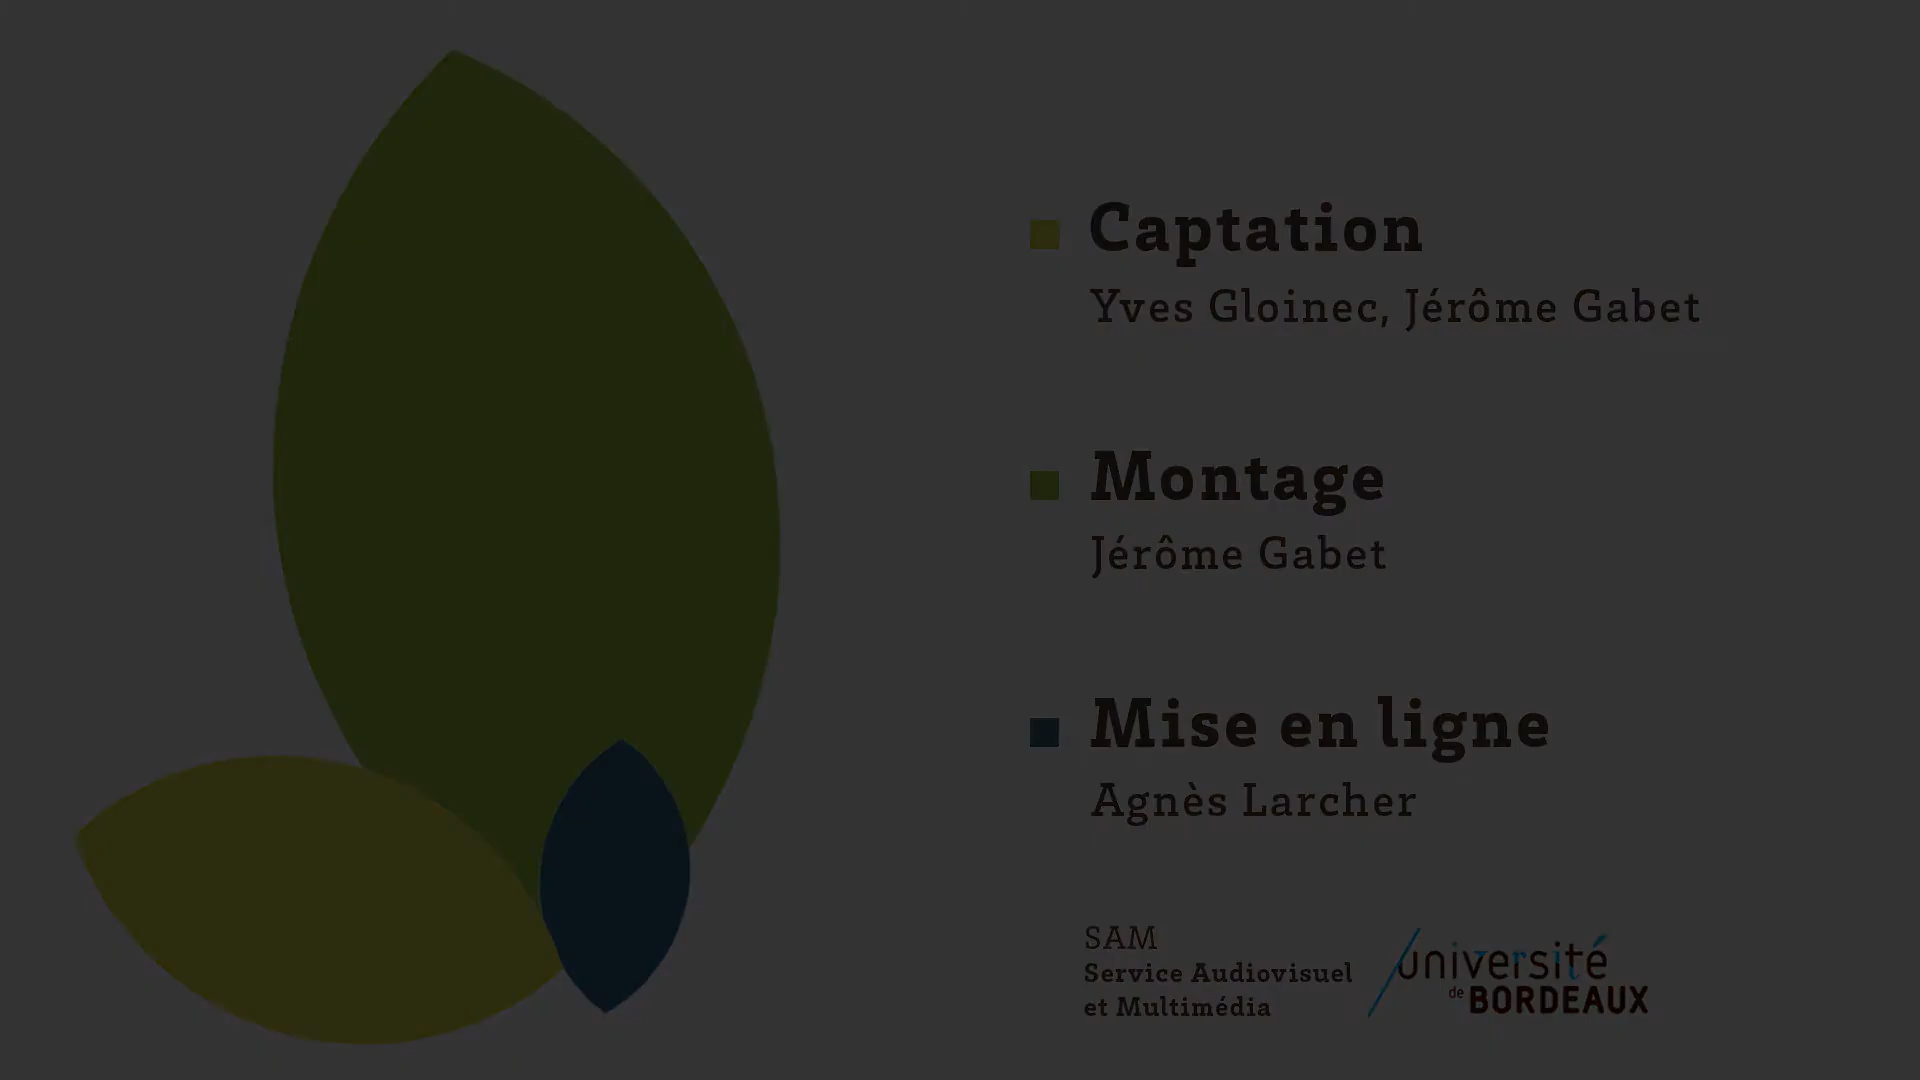 Captation
Yves Gloinec, Jérôme Gabet
Montage
Jérôme Gabet
Mise en ligne
Agnès Larcher
SAM
Service Audiovisuel
et Multimédia
université
de BORDEAUX